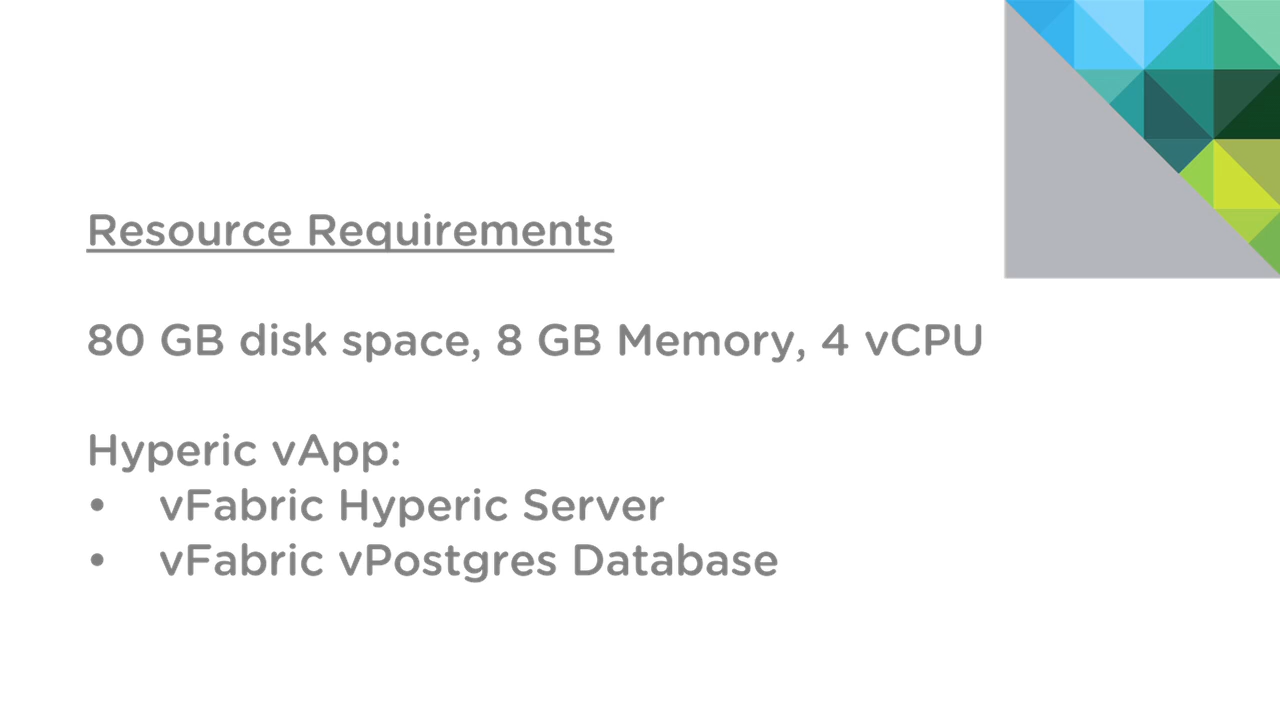 Resource Requirements
80 GB disk space, 8 GB Memory, 4 vCPU
Hyperic vApp:
• vFabric Hyperic Server
• vFabric vPostgres Database